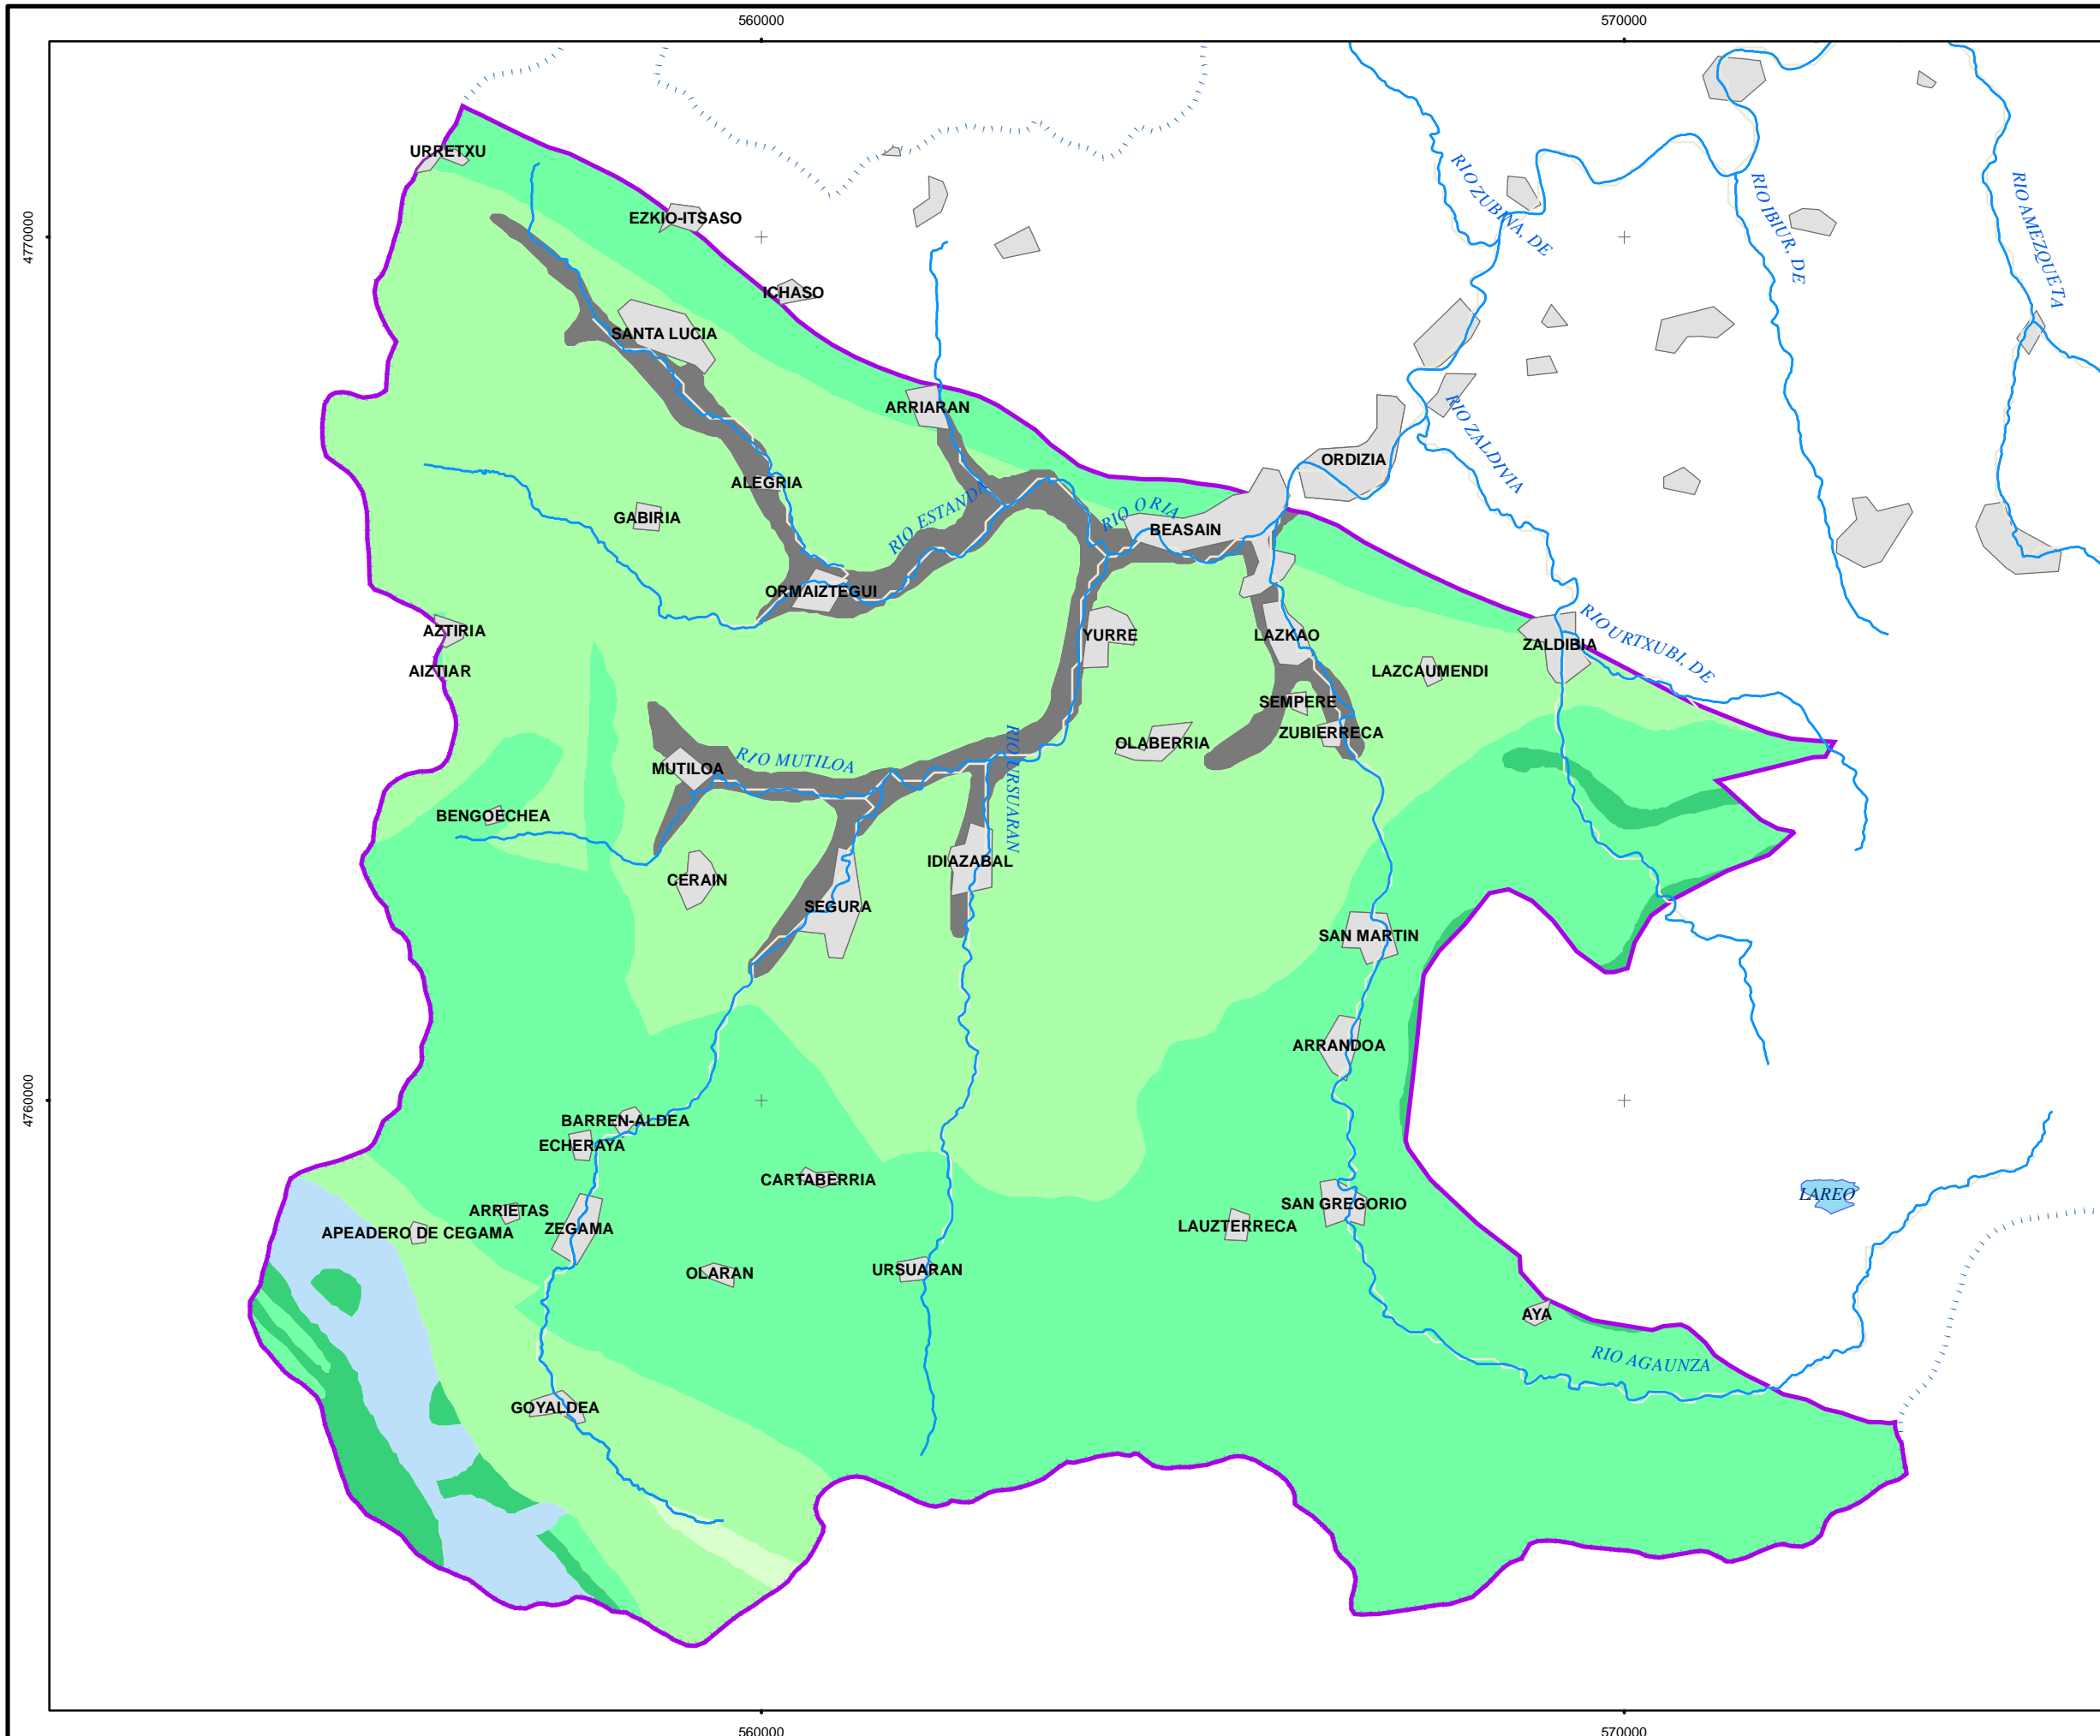 560000
570000
URRETXU
RIO ZUBINA, DE
RIO IBIUR, DE
RIO AMEZQUETA
4770000
EZKIO-ITSASO
ICHASO
SANTA LUCIA
ARRIARAN
RIO ZALDIVIA
ORDIZIA
ALEGRIA
GABIRIA
RIO ESTANDA
RIO ORIA
BEASAIN
ORMAIZTEGUI
AZTIRIA
YURRE
LAZKAO
ZALDIBIA
RIO URTXUBI, DE
AIZTIAR
LAZCAUMENDI
SEMPERE
ZUBIERRECA
OLABERRIA
RIO MUTILOA
MUTILOA
RIO URSUARAN
BENGOECHEA
IDIAZABAL
CERAIN
SEGURA
SAN MARTIN
ARRANDOA
4760000
BARREN-ALDEA
ECHERAYA
CARTABERRIA
LAREO
ARRIETAS
SAN GREGORIO
APEADERO DE CEGAMA
ZEGAMA
LAUZTERRECA
OLARAN
URSUARAN
AYA
RIO AGAUNZA
GOYALDEA
560000
570000